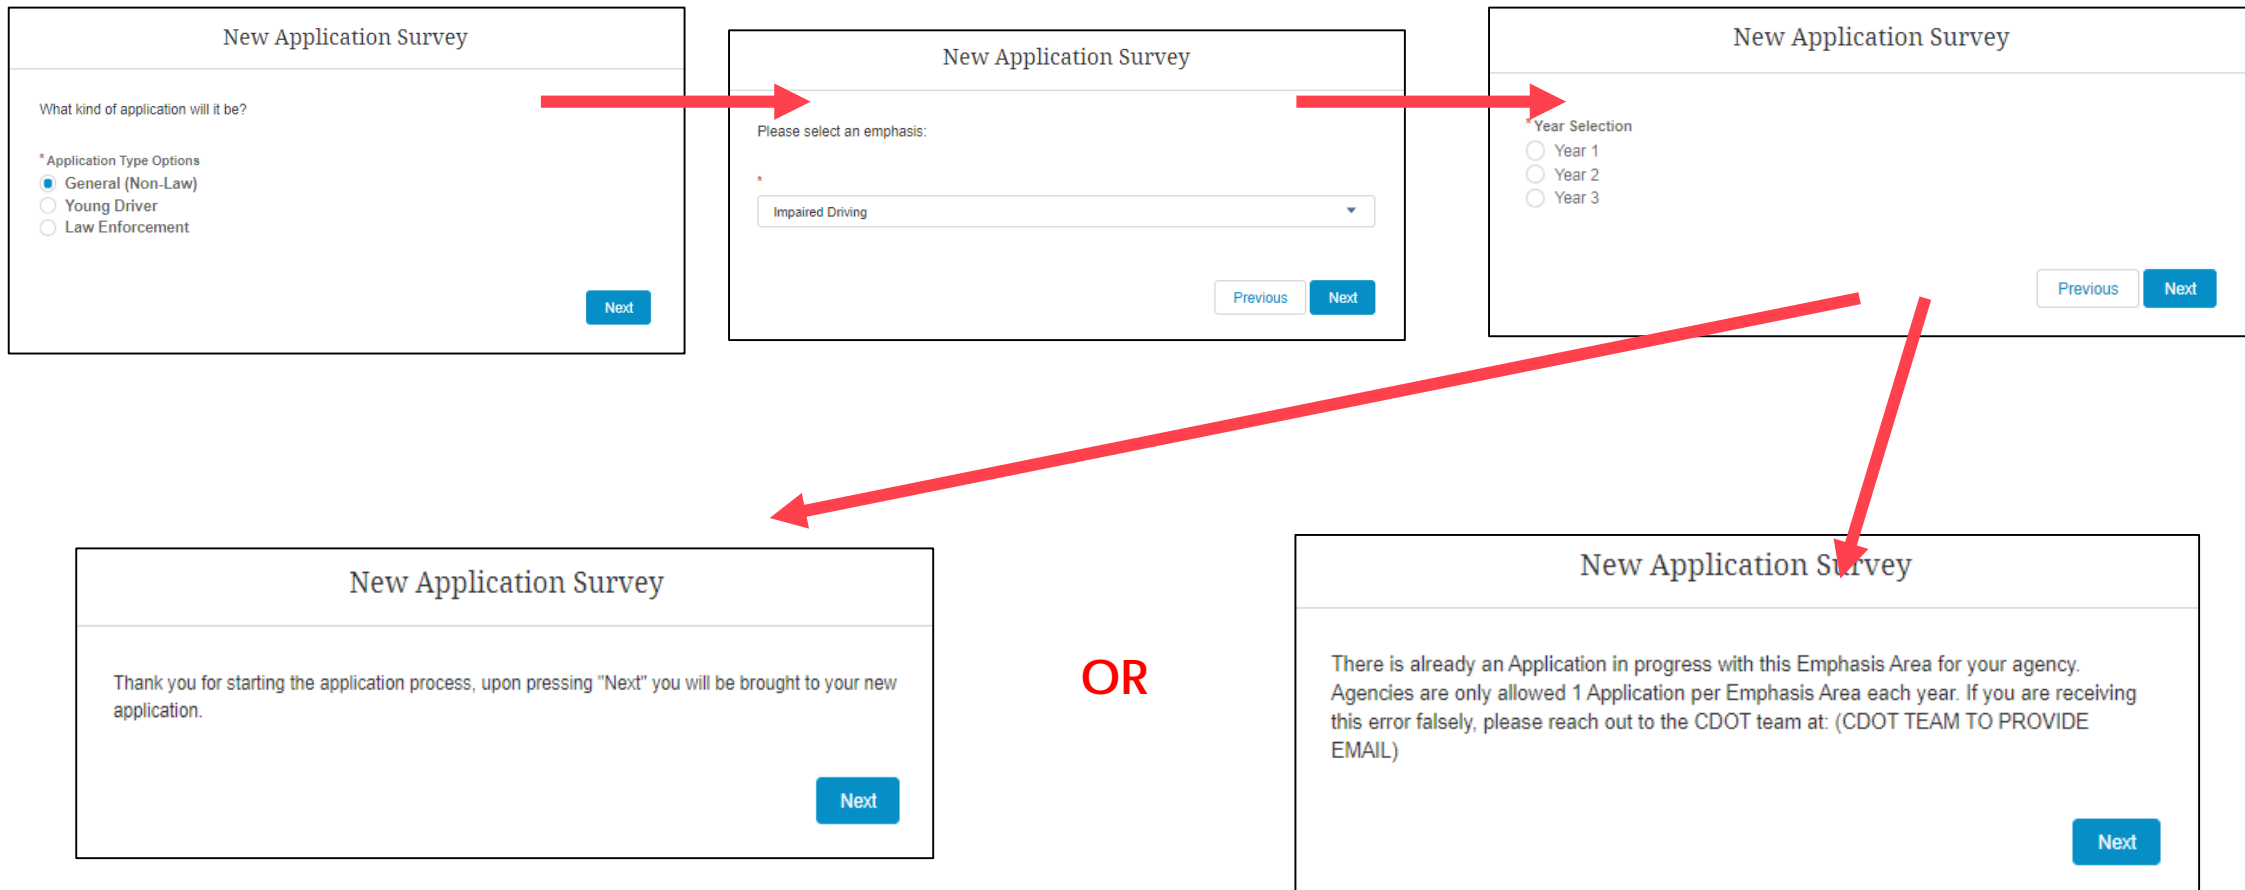 New Application Survey
What kind of application will it be?
*Application Type Options
General (Non-Law)
Young Driver
Law Enforcement
Next
New Application Survey
Please select an emphasis:
*
Impaired Driving
Previous
Next
New Application Survey
*Year Selection
Year 1
Year 2
Year 3
Previous
Next
New Application Survey
Thank you for starting the application process, upon pressing "Next" you will be brought to your new
application.
Next
OR
New Application Survey
There is already an Application in progress with this Emphasis Area for your agency.
Agencies are only allowed 1 Application per Emphasis Area each year. If you are receiving
this error falsely, please reach out to the CDOT team at: (CDOT TEAM TO PROVIDE
EMAIL)
Next